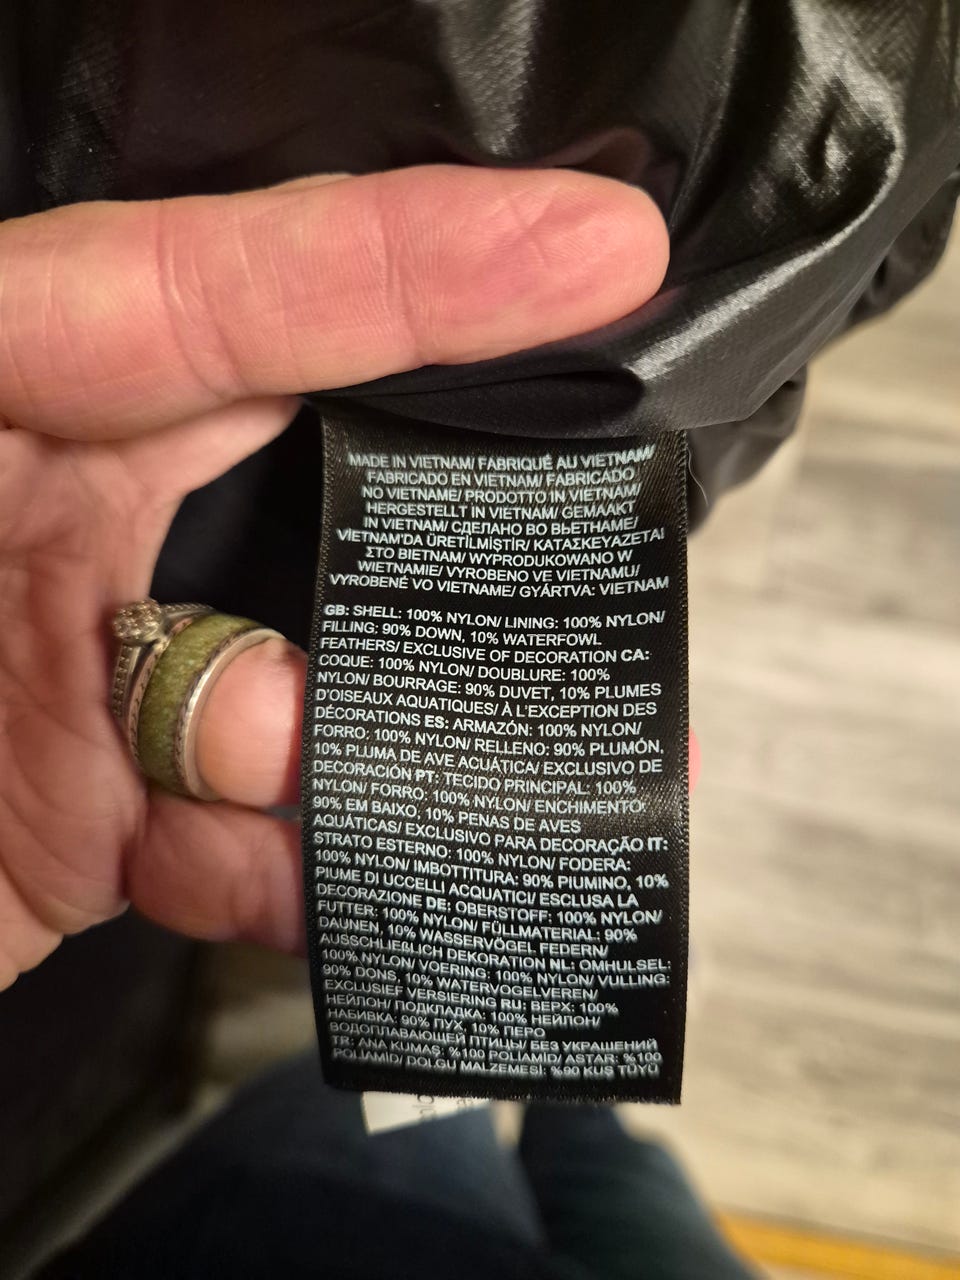 MADE IN VIETNAM/ FABRIQUÉ AU VIETNAM/
FABRICADO EN VIETNAM/ FABRICADO
NO VIETNAME/ PRODOTTO IN VIETNAM/
HERGESTELLT IN VIETNAM/ GEMAAKT
IN VIETNAM/ СДЕЛАНО ВО ВЬЕТНАМЕ/
VİETNAM'DA ÜRETİLMİŞTİR/ ΚΑΤΑΣΚΕΥΑΖΕΤΑΙ
ΣΤΟ ΒΙΕΤΝΑΜ/ WYPRODUKOWANO W
WIETNAMIE/ VYROBENO VE VIETNAMU/
VYROBENÉ VO VIETNAME/ GYÁRTVA: VIETNAM
GB: SHELL: 100% NYLON/ LINING: 100% NYLON/
FILLING: 90% DOWN, 10% WATERFOWL
FEATHERS/ EXCLUSIVE OF DECORATION CA:
COQUE: 100% NYLON/ DOUBLURE: 100%
NYLON/ BOURRAGE: 90% DUVET, 10% PLUMES
D'OISEAUX AQUATIQUES/ À L'EXCEPTION DES
DÉCORATIONS ES: ARMAZÓN: 100% NYLON/
FORRO: 100% NYLON/ RELLENO: 90% PLUMÓN,
10% PLUMA DE AVE ACUÁTICA/ EXCLUSIVO DE
DECORACIÓN PT: TECIDO PRINCIPAL: 100%
NYLON/ FORRO: 100% NYLON/ ENCHIMENTO:
90% EM BAIXO, 10% PENAS DE AVES
AQUÁTICAS/ EXCLUSIVO PARA DECORAÇÃO IT:
STRATO ESTERNO: 100% NYLON/ FODERA:
100% NYLON/ IMBOTTITURA: 90% PIUMINO, 10%
PIUME DI UCCELLI ACQUATICI/ ESCLUSA LA
DECORAZIONE DE: OBERSTOFF: 100% NYLON/
FUTTER: 100% NYLON/ FÜLLMATERIAL: 90%
DAUNEN, 10% WASSERVÖGEL FEDERN/
AUSSCHLIEßLICH DEKORATION NL: OMHULSEL:
100% NYLON/ VOERING: 100% NYLON/ VULLING:
90% DONS, 10% WATERVOGELVEREN/
EXCLUSIEF VERSIERING RU: ВЕРХ: 100%
НЕЙЛОН/ ПОДКЛАДКА: 100% НЕЙЛОН/
НАБИВКА: 90% ПУХ, 10% ПЕРО
ВОДОПЛАВАЮЩЕЙ ПТИЦЫ/ БЕЗ УКРАШЕНИЙ
TR: ANA KUMAŞ: %100 POLİAMİD/ ASTAR: %100
POLİAMİD/ DOLGU MALZEMESİ: %90 KUŞ TÜYÜ